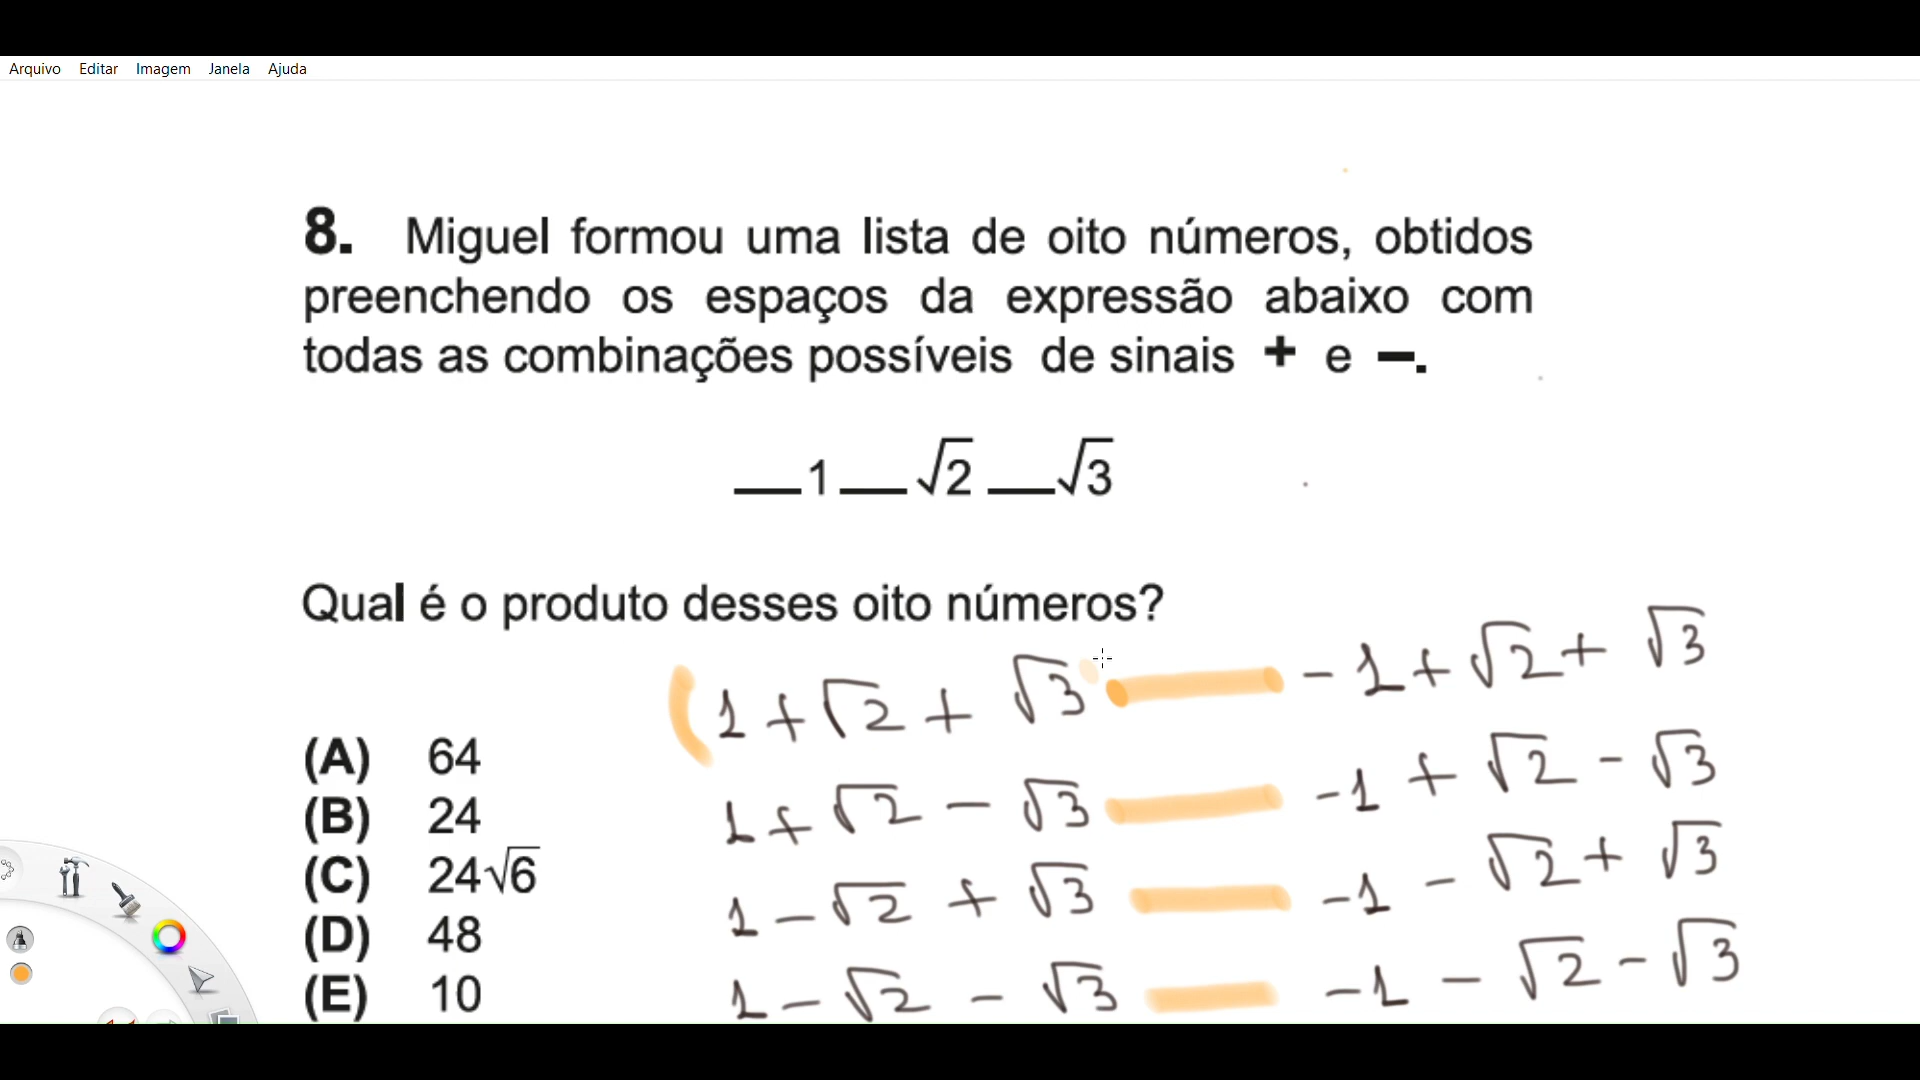 Arquivo Editar Imagem Janela Ajuda
8. Miguel formou uma lista de oito números, obtidos
preenchendo os espaços da expressão abaixo com
todas as combinações possíveis de sinais + e –.
__1__√2__√3
Qual é o produto desses oito números?
(A) 64
(B) 24
(C) 24√6
(D) 48
(E) 10
(1 + √2 + √3 — - 1 + √2 + √3
1 + √2 - √3 — -1 + √2 - √3
1 - √2 + √3 — -1 - √2 + √3
1 - √2 - √3 — -1 - √2 - √3